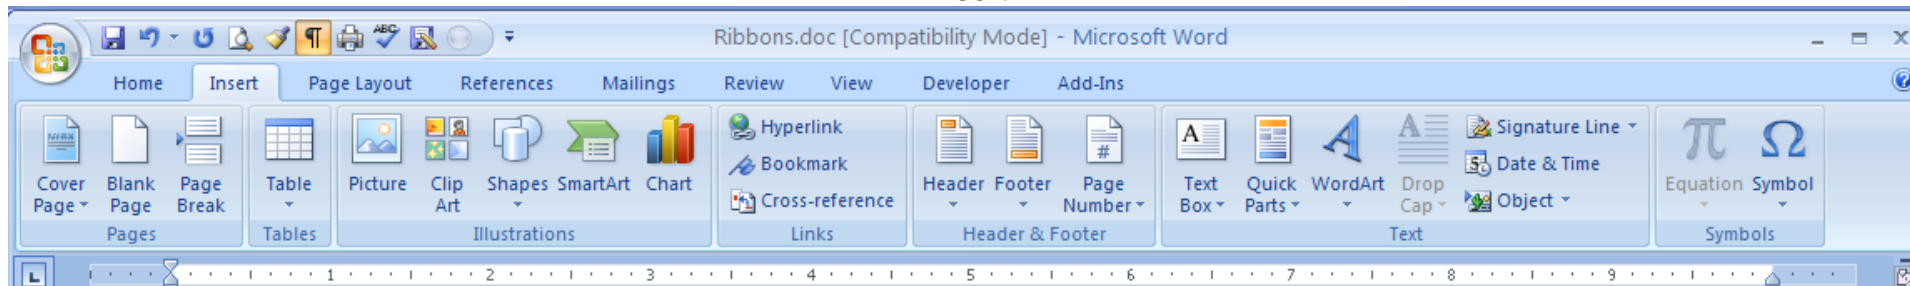 Ribbons.doc [Compatibility Mode] - Microsoft Word
Home Insert Page Layout References Mailings Review View Developer Add-Ins
Cover Page
Blank Page
Page Break
Pages
Table
Tables
Picture
Clip Art
Shapes
SmartArt
Chart
Illustrations
Hyperlink
Bookmark
Cross-reference
Links
Header
Footer
Page Number
Header & Footer
Text Box
Quick Parts
WordArt
Drop Cap
Signature Line
Date & Time
Object
Text
Equation
Symbol
Symbols
1 2 3 4 5 6 7 8 9